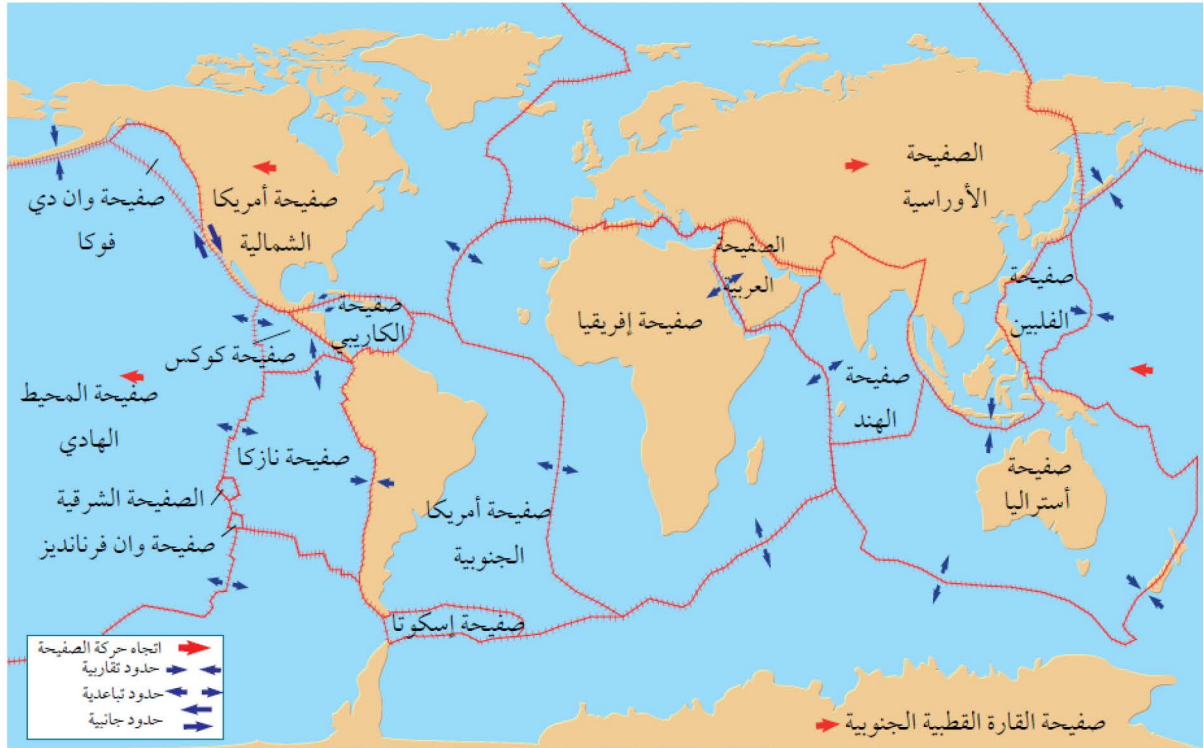 صفيحة وان دي
فوكا
صفيحة أمريكا
الشمالية
الصفيحة
الأوراسية
الصفيحة
العربية
صفيحة
الفلبين
صفيحة
الكاريبي
صفيحة إفريقيا
صفيحة كوكس
صفيحة المحيط
الهادي
صفيحة
الهند
صفيحة نازكا
صفيحة
أستراليا
الصفيحة الشرقية
صفيحة أمريكا
الجنوبية
صفيحة وان فرنانديز
صفيحة إسكوتا
اتجاه حركة الصفيحة
حدود تقاربية
حدود تباعدية
حدود جانبية
صفيحة القارة القطبية الجنوبية